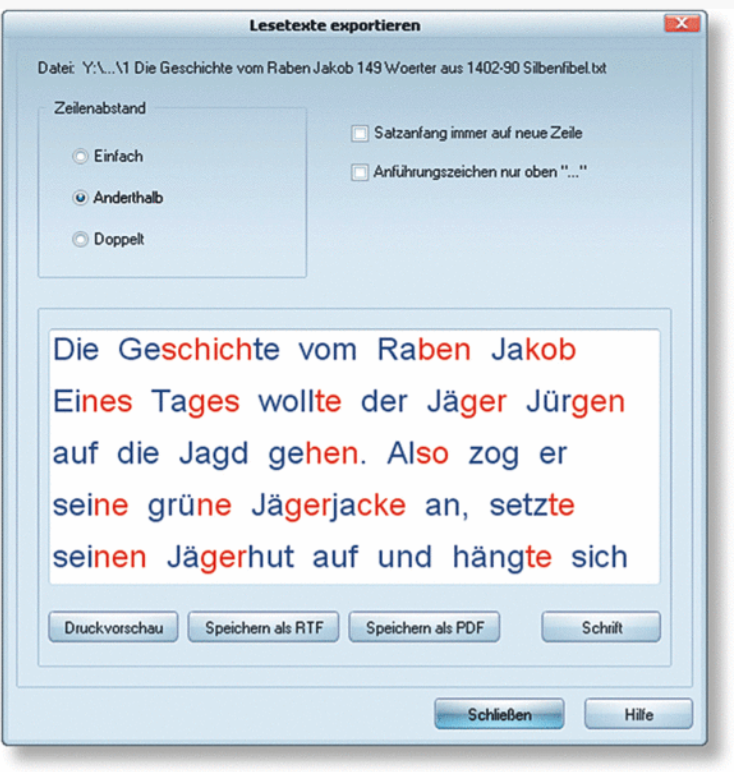 Lesetexte exportieren
Datei: Y:\...\1 Die Geschichte vom Raben Jakob 149 Woerter aus 1402-90 Silbenfibel.txt
Zeilenabstand
Einfach
Anderthalb
Doppelt
Satzanfang immer auf neue Zeile
Anführungszeichen nur oben "..."
Die Geschichte vom Raben Jakob
Eines Tages wollte der Jäger Jürgen
auf die Jagd gehen. Also zog er
seine grüne Jägerjacke an, setzte
seinen Jägerhut auf und hängte sich
Druckvorschau
Speichern als RTF
Speichern als PDF
Schrift
Schließen
Hilfe